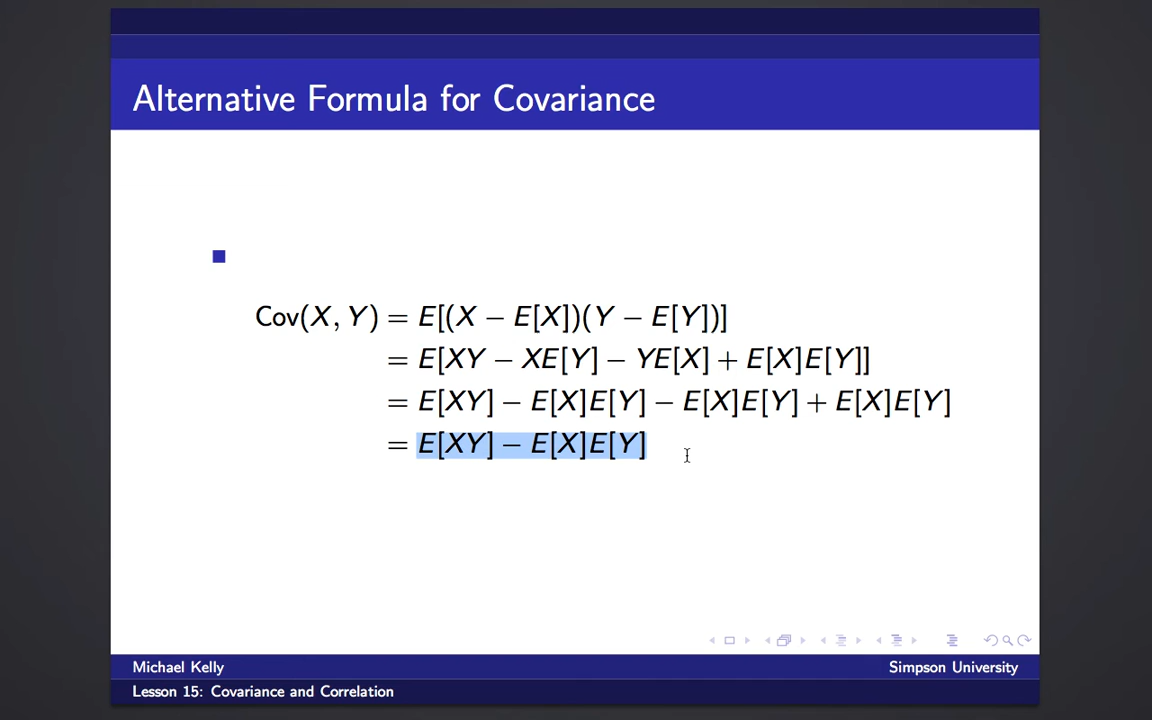 Alternative Formula for Covariance
Cov(X, Y) = E[(X − E[X])(Y − E[Y])]
= E[XY − XE[Y] − YE[X] + E[X]E[Y]]
= E[XY] − E[X]E[Y] − E[X]E[Y] + E[X]E[Y]
= E[XY] − E[X]E[Y]
Michael Kelly Simpson University
Lesson 15: Covariance and Correlation